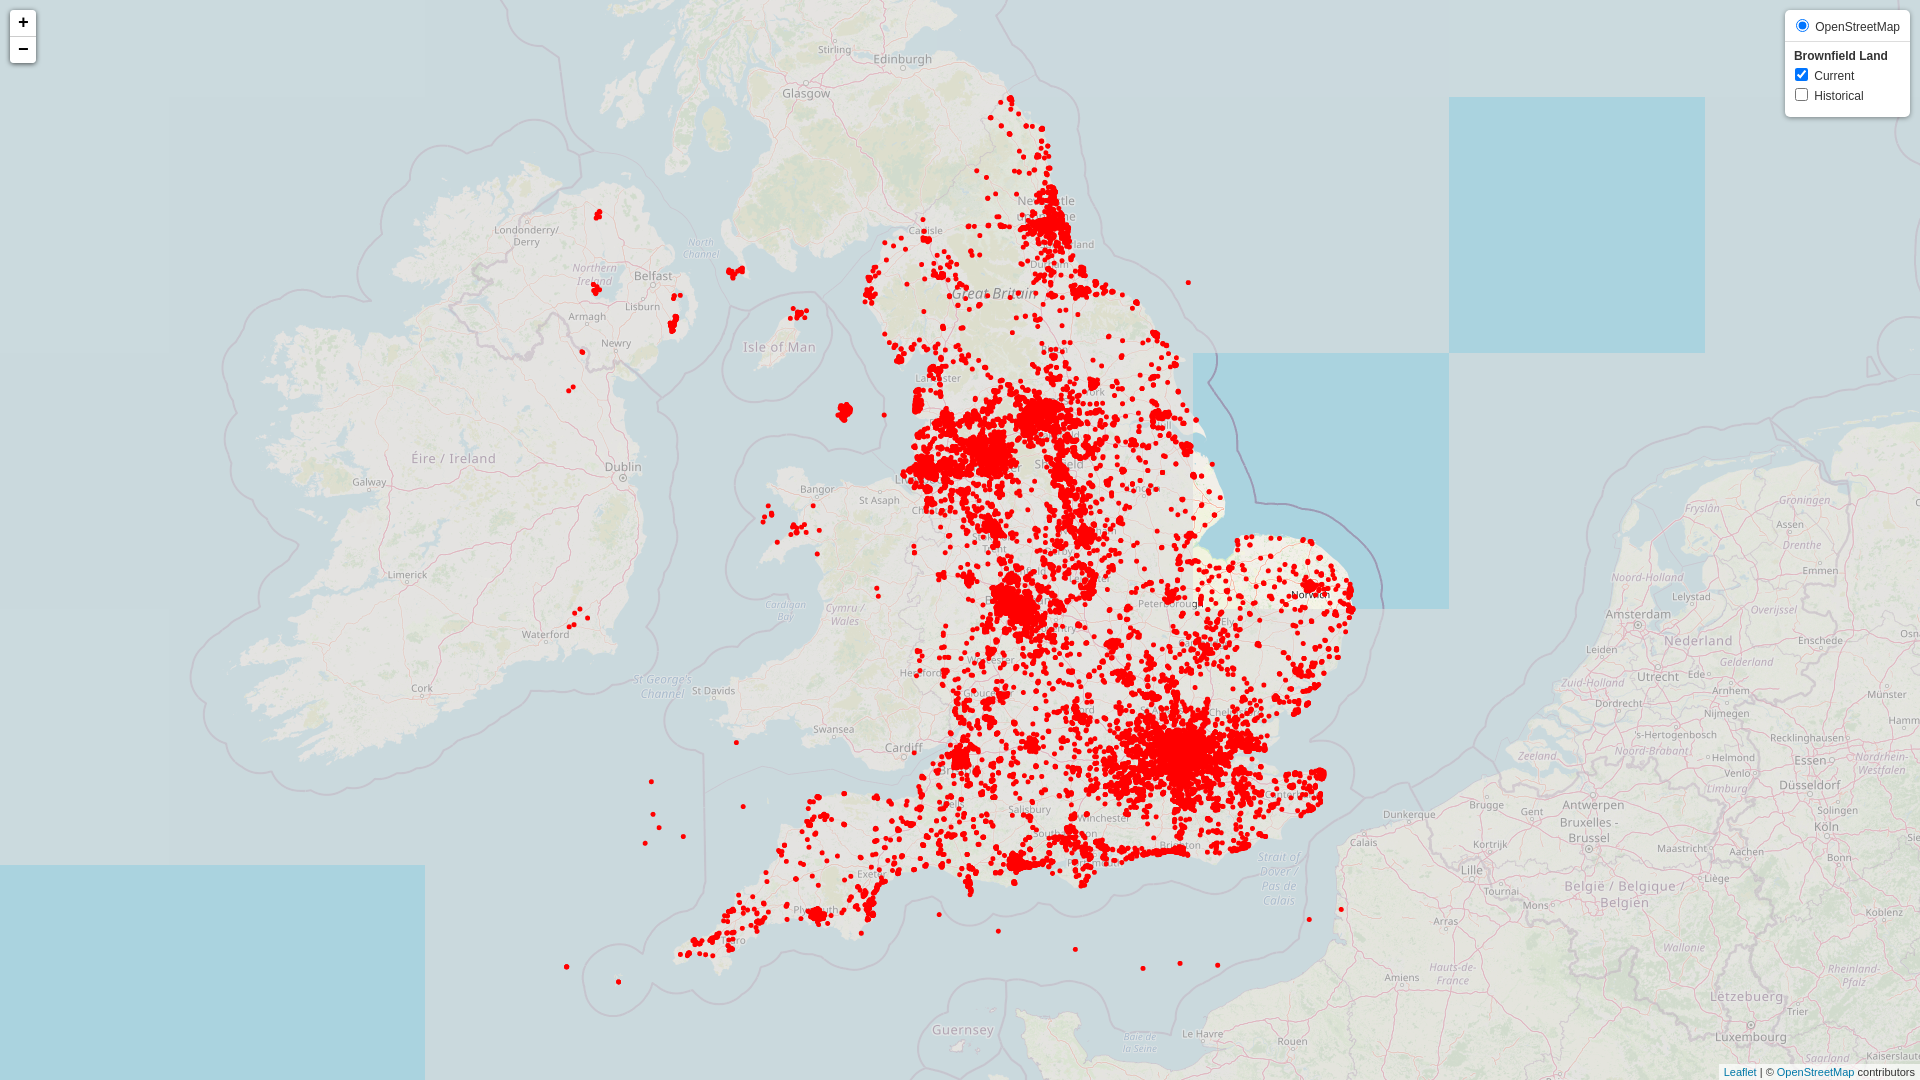 +
−
OpenStreetMap
Brownfield Land
Current
Historical
Stirling
Edinburgh
Glasgow
Londonderry/
Derry
North
Channel
Carlisle
Northern
Ireland
Belfast
Lisburn
Great Britain
Armagh
Newry
Isle of Man
Éire / Ireland
Dublin
Galway
Bangor
St Asaph
Limerick
Cardigan
Bay
Cymru /
Wales
Waterford
Peterborough
Norwich
Ely
Worcester
Hereford
Cork
St George's
Channel
St Davids
Swansea
Cardiff
Salisbury
Winchester
Brighton
Exeter
Plymouth
Truro
Strait of
Dover /
Pas de
Calais
Guernsey
Groningen
Fryslân
Assen
Drenthe
Emmen
Noord-Holland
Lelystad
Overijssel
Amsterdam
Nederland
Enschede
Leiden
Gelderland
Utrecht
Ede
Zuid-Holland
Arnhem
Münster
Dordrecht
Nijmegen
's-Hertogenbosch
Noord-Brabant
Recklinghausen
Zeeland
Helmond
Essen
Nordrhein-
Westfalen
Venlo
Limburg
Düsseldorf
Brugge
Gent
Antwerpen
Solingen
Dunkerque
Bruxelles -
Brussel
Köln
Calais
Kortrijk
Maastricht
Aachen
Bonn
Lille
Liège
Tournai
België / Belgique /
Belgien
Mons
Koblenz
Arras
Namur
Wallonie
Amiens
Hauts-de-
France
Rheinland-
Pfalz
Lëtzebuerg
Trier
Le Havre
Rouen
Baie de
la Seine
Luxembourg
Saarland
Kaiserslautern
Leaflet | © OpenStreetMap contributors